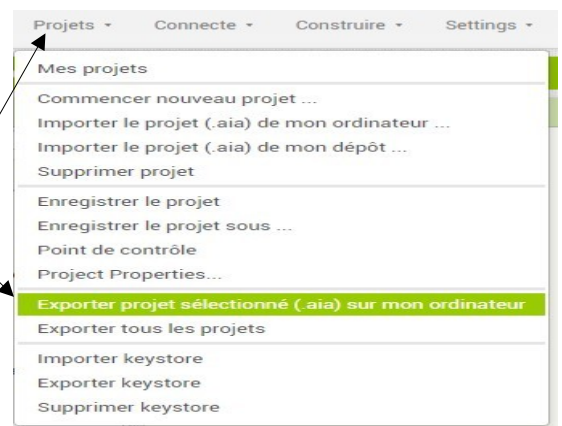 Projets Connecte Construire Settings
Mes projets
Commencer nouveau projet ...
Importer le projet (.aia) de mon ordinateur ...
Importer le projet (.aia) de mon dépôt ...
Supprimer projet
Enregistrer le projet
Enregistrer le projet sous ...
Point de contrôle
Project Properties...
Exporter projet sélectionné (.aia) sur mon ordinateur
Exporter tous les projets
Importer keystore
Exporter keystore
Supprimer keystore